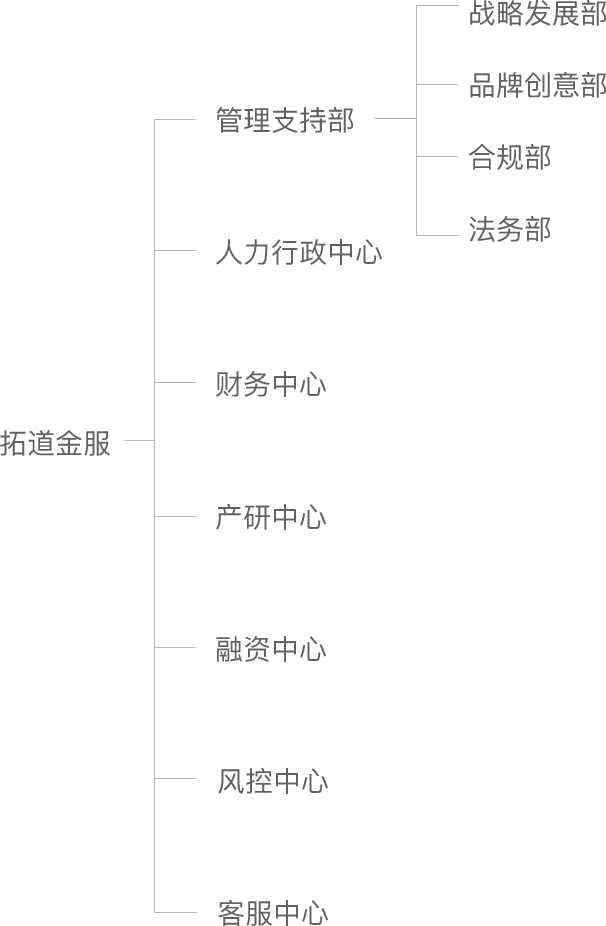 拓道金服
管理支持部
战略发展部
品牌创意部
合规部
法务部
人力行政中心
财务中心
产研中心
融资中心
风控中心
客服中心